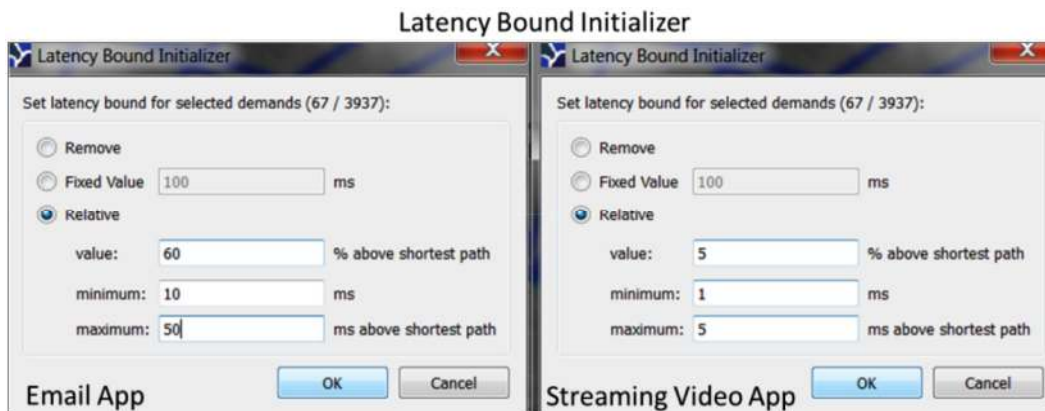 Latency Bound Initializer
Latency Bound Initializer
Set latency bound for selected demands (67 / 3937):
Remove
Fixed Value 100 ms
Relative
value: 60 % above shortest path
minimum: 10 ms
maximum: 50 ms above shortest path
OK Cancel
Email App
Latency Bound Initializer
Set latency bound for selected demands (67 / 3937):
Remove
Fixed Value 100 ms
Relative
value: 5 % above shortest path
minimum: 1 ms
maximum: 5 ms above shortest path
OK Cancel
Streaming Video App